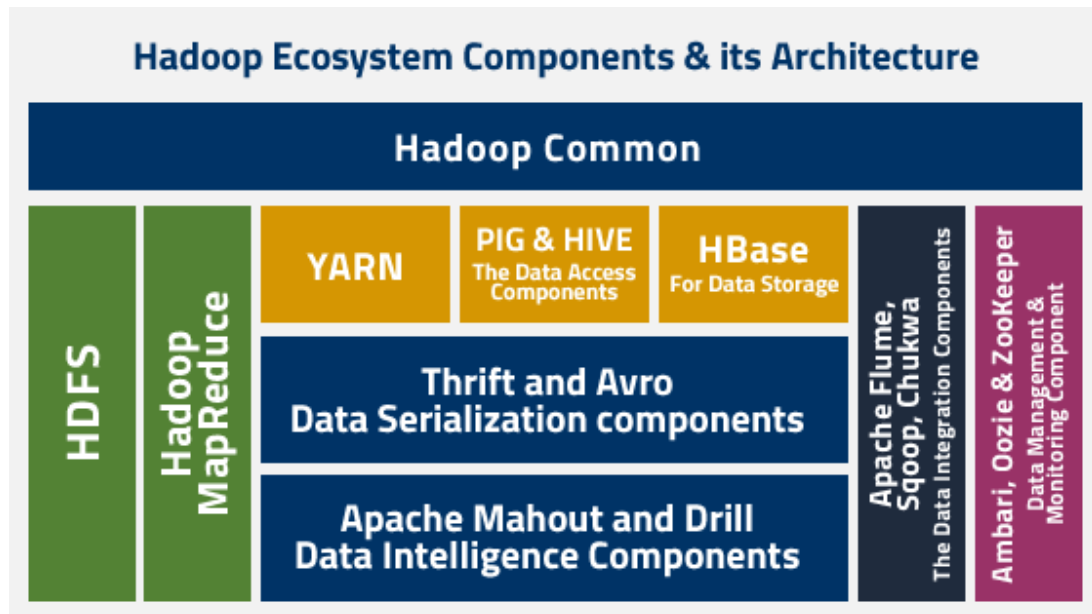 Hadoop Ecosystem Components & its Architecture
Hadoop Common
HDFS
Hadoop
MapReduce
YARN
PIG & HIVE
The Data Access
Components
HBase
For Data Storage
Thrift and Avro
Data Serialization components
Apache Mahout and Drill
Data Intelligence Components
Apache Flume,
Sqoop, Chukwa
The Data Integration Components
Ambari, Oozie & ZooKeeper
Data Management &
Monitoring Component